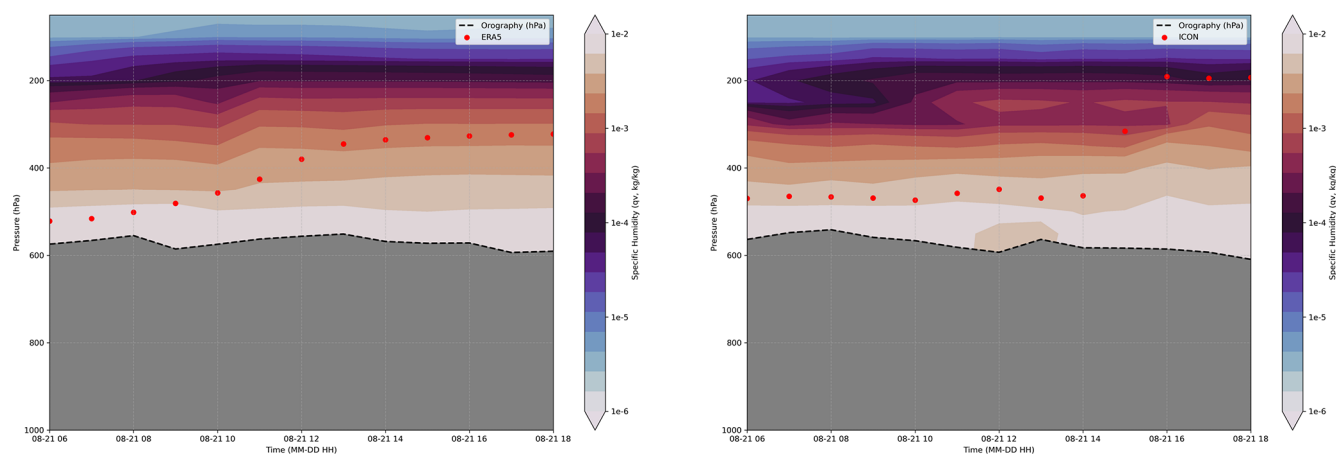 Orography (hPa)
ERA5
Pressure (hPa)
200
400
600
800
1000
08-21 06
08-21 08
08-21 10
08-21 12
08-21 14
08-21 16
08-21 18
Time (MM-DD HH)
1e-2
1e-3
1e-4
1e-5
1e-6
Specific Humidity (qv, kg/kg)
Orography (hPa)
ICON
Pressure (hPa)
200
400
600
800
1000
08-21 06
08-21 08
08-21 10
08-21 12
08-21 14
08-21 16
08-21 18
Time (MM-DD HH)
1e-2
1e-3
1e-4
1e-5
1e-6
Specific Humidity (qv, kg/kg)